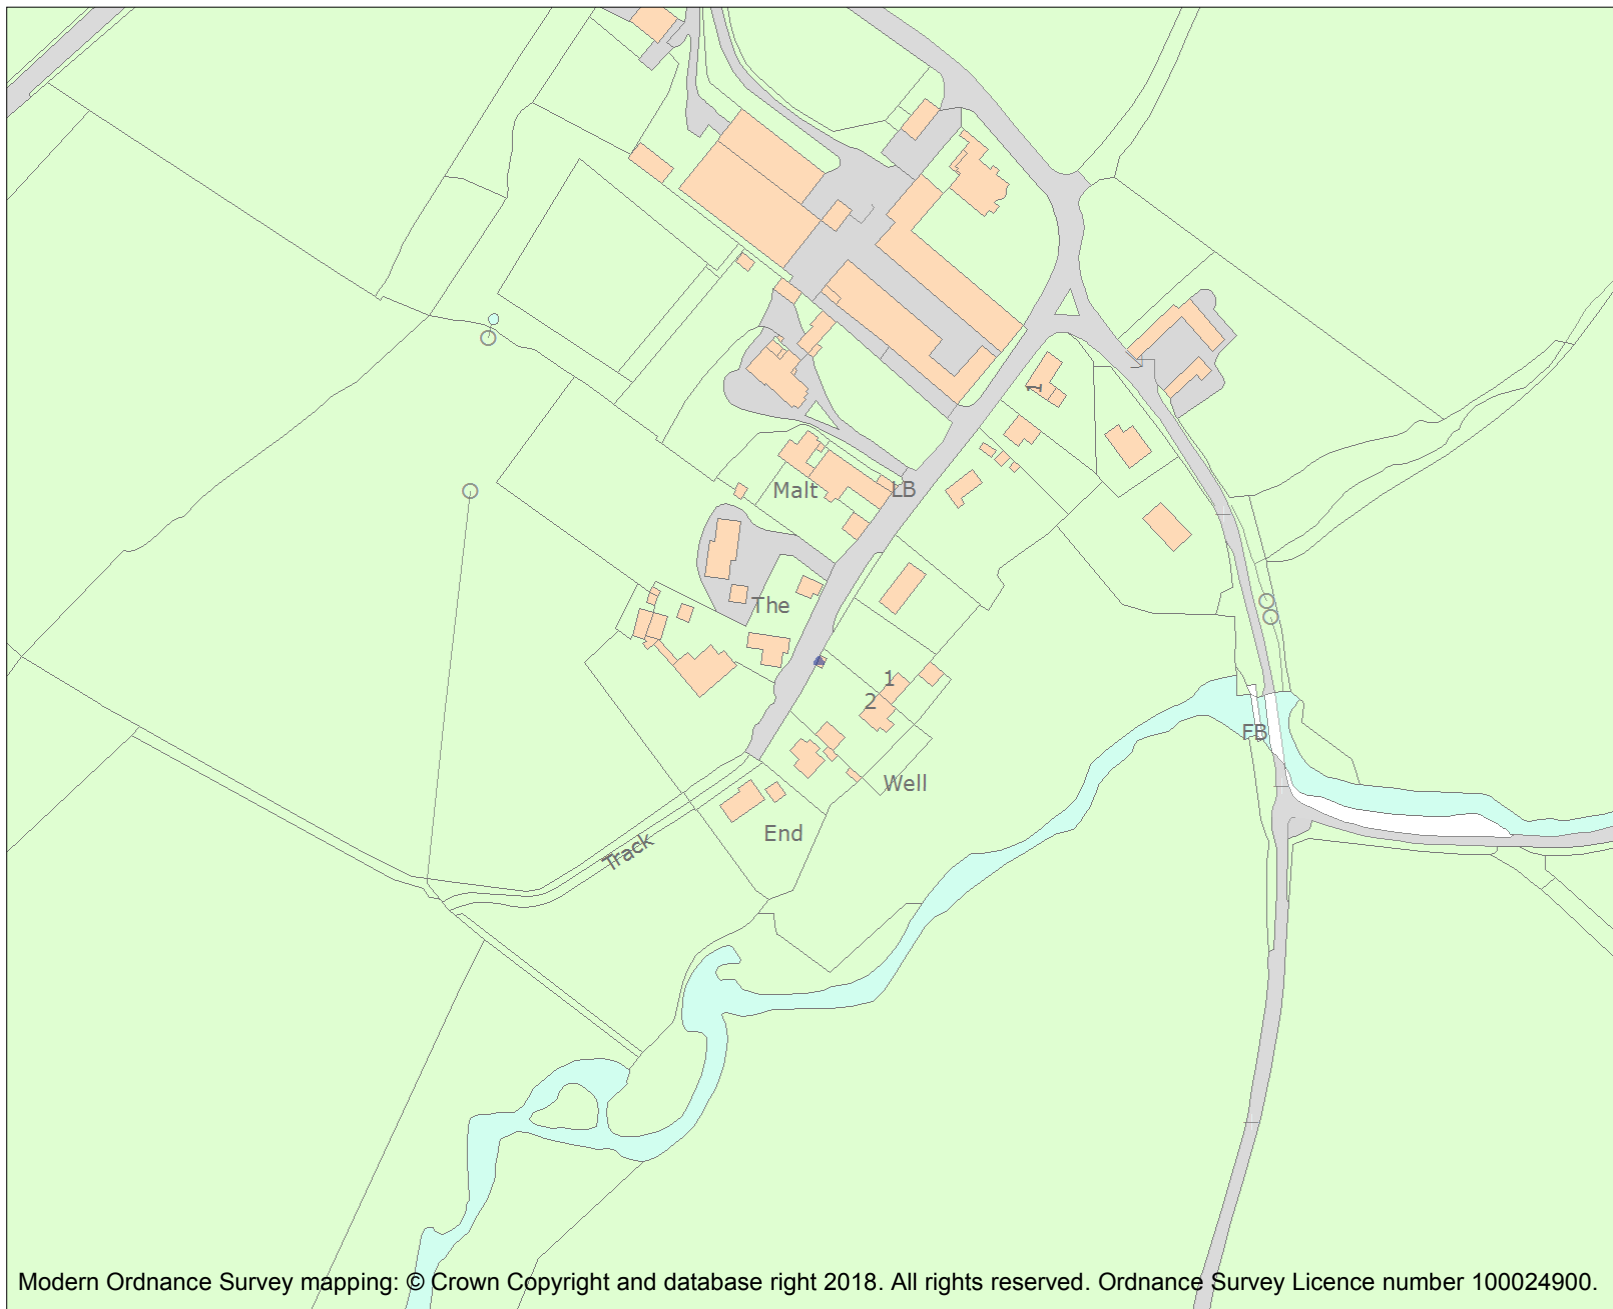 1
Malt
LB
The
1
2
FB
Well
End
Track
Modern Ordnance Survey mapping: © Crown Copyright and database right 2018. All rights reserved. Ordnance Survey Licence number 100024900.